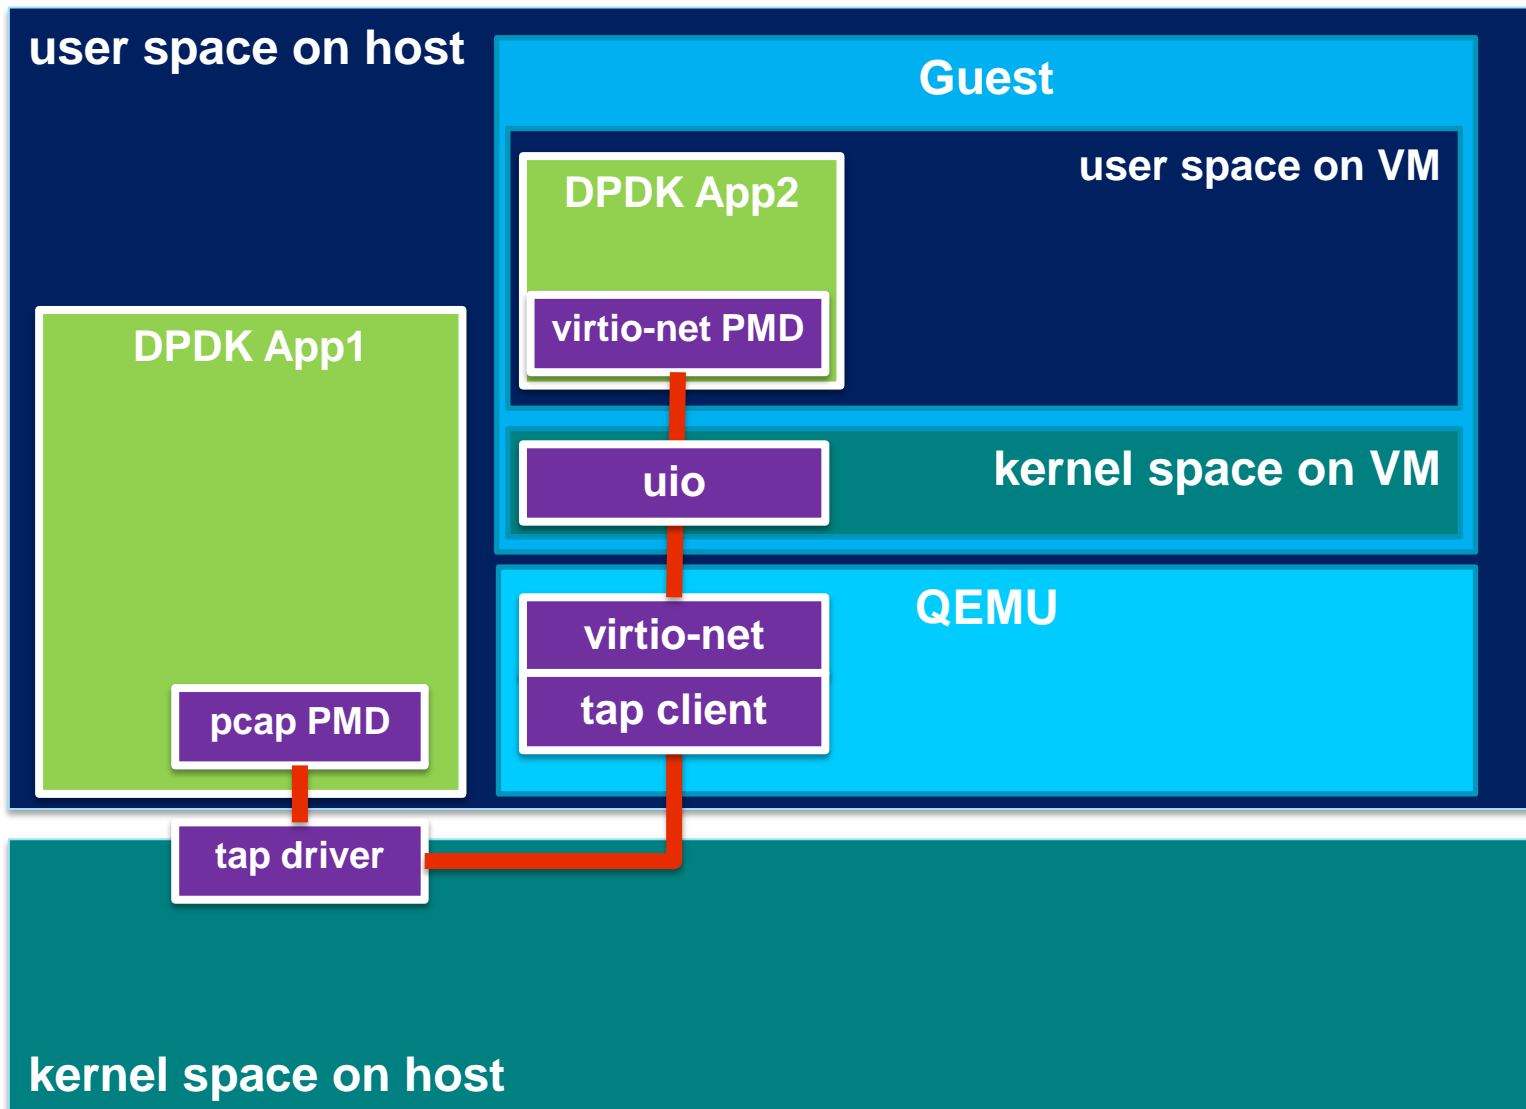 user space on host
Guest
user space on VM
DPDK App2
virtio-net PMD
DPDK App1
kernel space on VM
uio
QEMU
virtio-net
tap client
pcap PMD
tap driver
kernel space on host